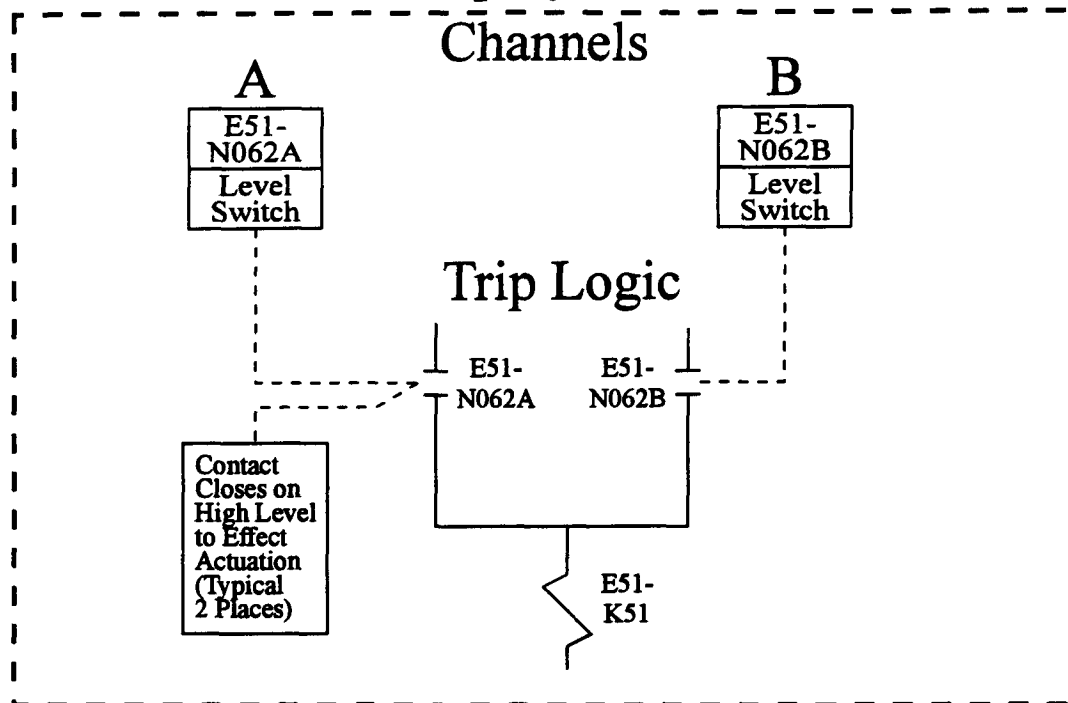 Channels
A
E51-
N062A
Level
Switch
B
E51-
N062B
Level
Switch
Trip Logic
E51-
N062A
E51-
N062B
Contact
Closes on
High Level
to Effect
Actuation
(Typical
2 Places)
E51-
K51